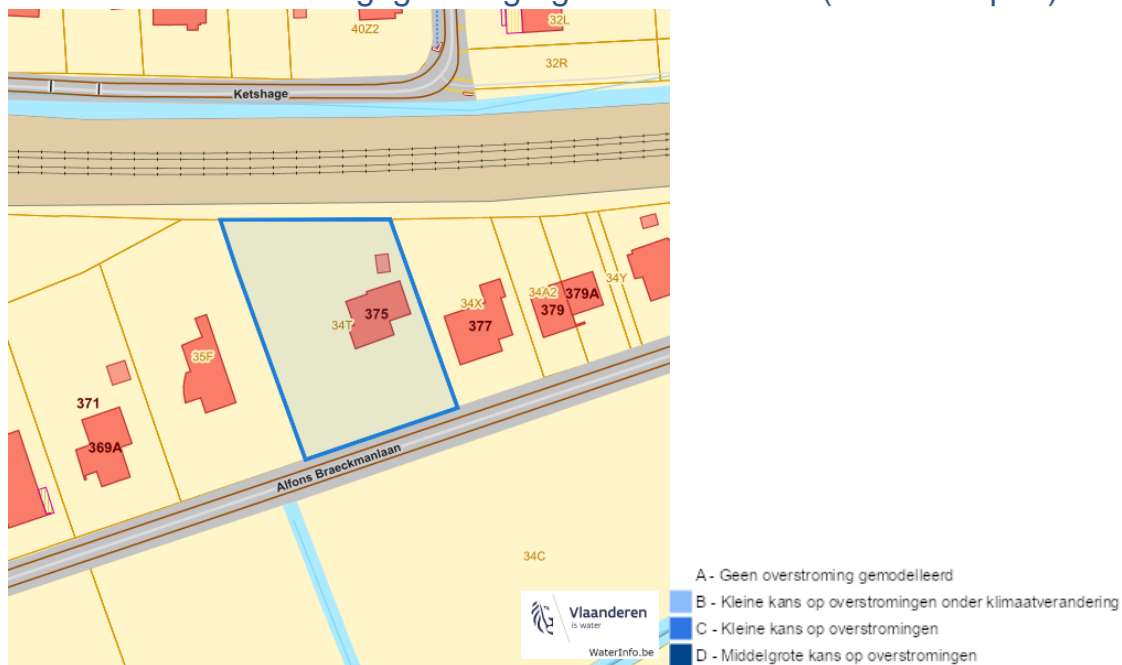 40Z2
32L
32R
Ketshage
34T
375
34X
377
34A2
379A
379
34Y
35F
371
369A
Alfons Braeckmanlaan
34C
Vlaanderen
is water
WaterInfo.be
A - Geen overstroming gemodelleerd
B - Kleine kans op overstromingen onder klimaatverandering
C - Kleine kans op overstromingen
D - Middelgrote kans op overstromingen